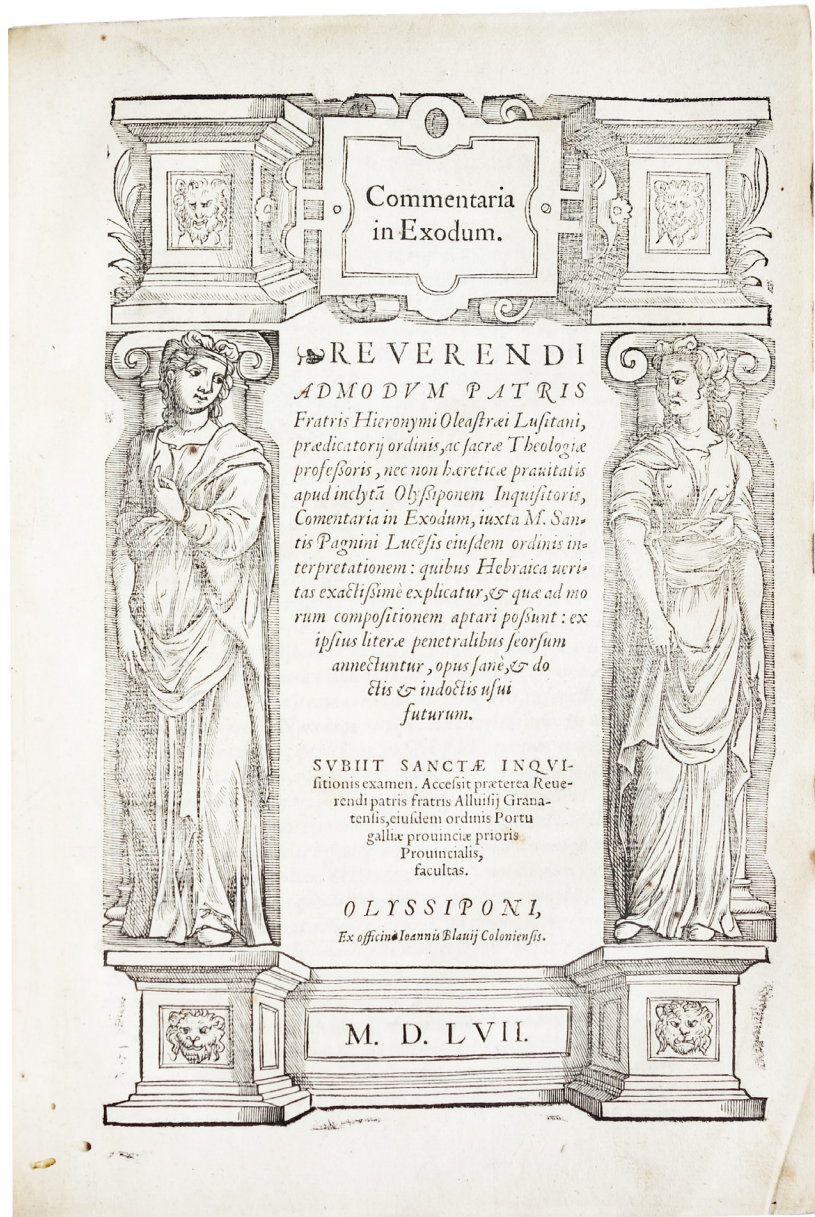 Commentaria
in Exodum.
REVERENDI
ADMODVM PATRIS
Fratris Hieronymi Oleaſtræi Luſitani,
prædicatorij ordinis, ac ſacræ Theologiæ
profeſſoris, nec non hæreticæ prauitatis
apud inclytā Olyſſiponem Inquiſitoris,
Comentaria in Exodum, iuxta M. San=
tis Pagnini Lucēſis eiuſdem ordinis in=
terpretationem: quibus Hebraica ueri=
tas exactiſſimè explicatur, & quæ ad mo
rum compoſitionem aptari poſſunt: ex
ipſius literæ penetralibus ſeorſum
annectuntur, opus ſanè, & do
ctis & indoctis uſui
futurum.
SVBIIT SANCTÆ INQVI-
ſitionis examen. Acceſsit præterea Reue-
rendi patris fratris Alluiſij Grana-
tenſis, eiuſdem ordinis Portu
galliæ prouinciæ prioris
Prouincialis,
facultas.
OLYSSIPONI,
Ex officina Ioannis Blauij Colonienſis.
M. D. LVII.